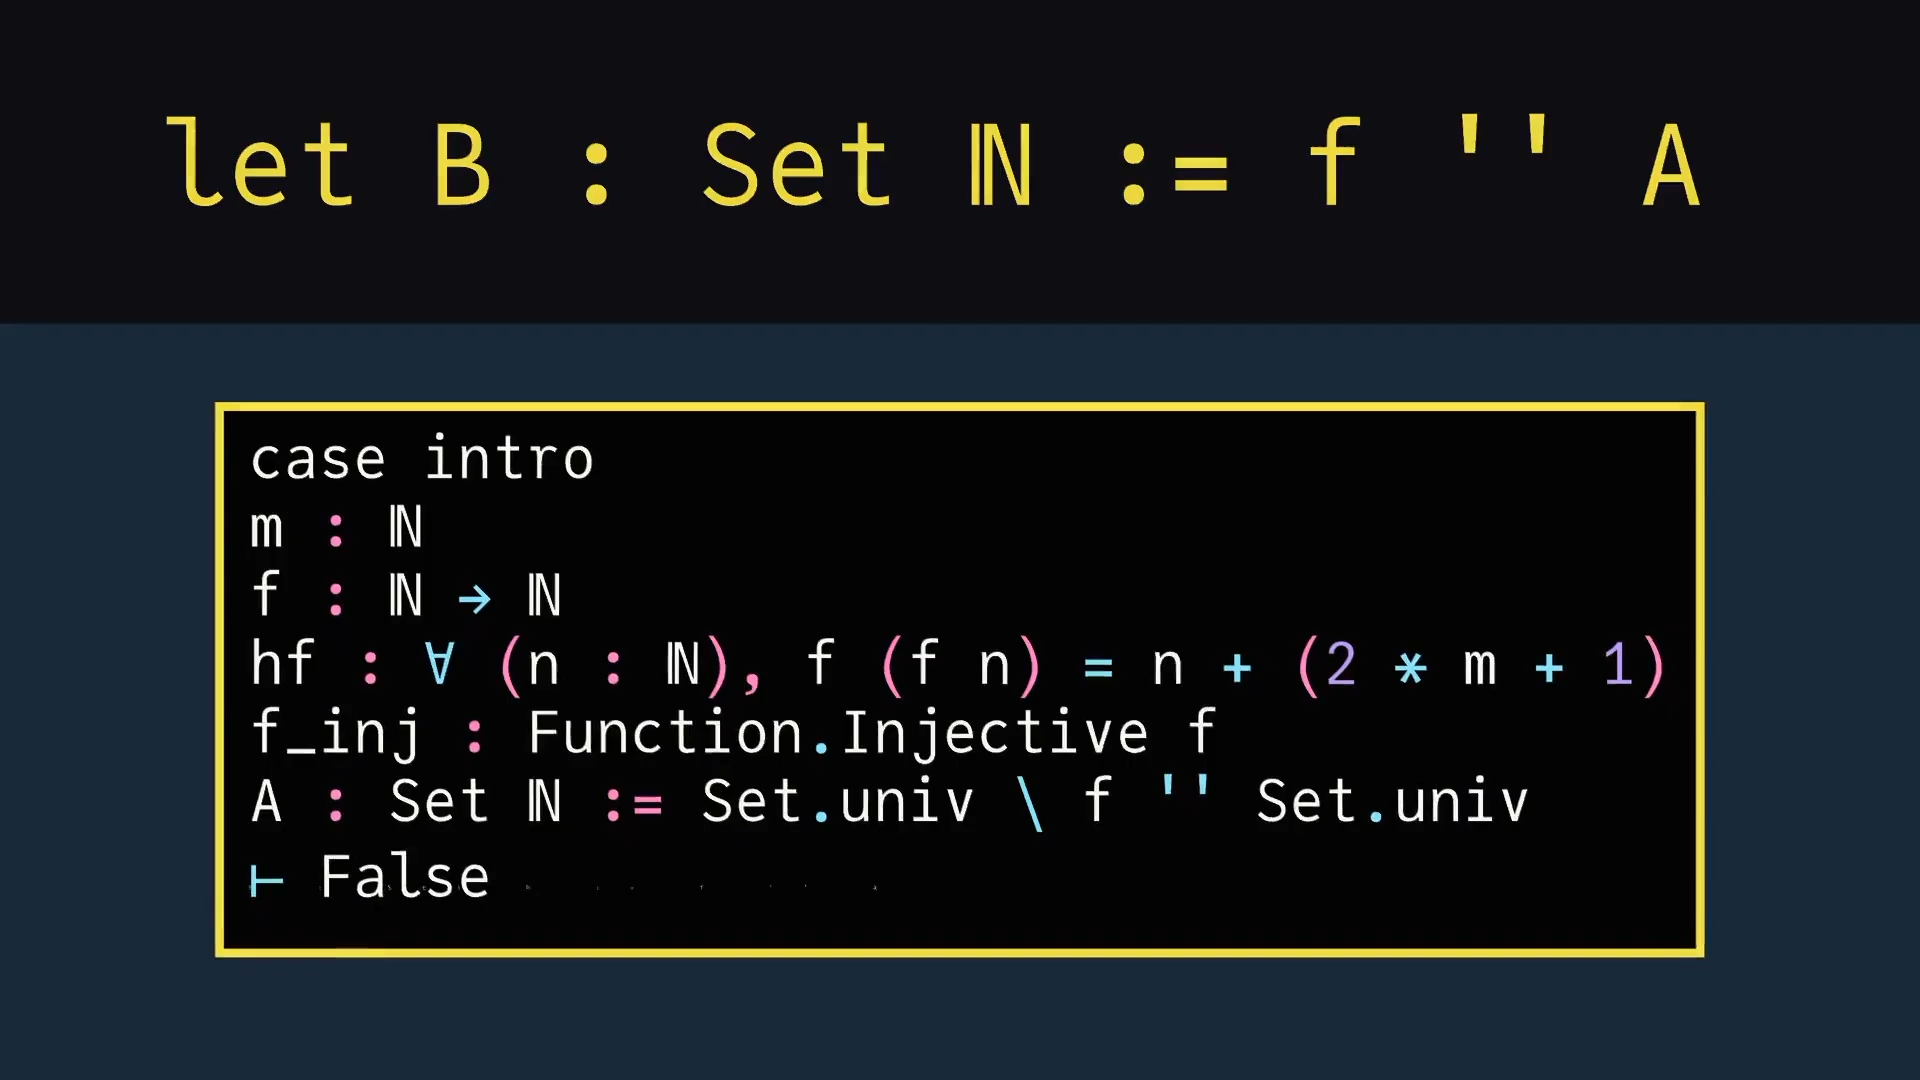 let B : Set ℕ := f '' A
case intro
m : ℕ
f : ℕ → ℕ
hf : ∀ (n : ℕ), f (f n) = n + (2 * m + 1)
f_inj : Function.Injective f
A : Set ℕ := Set.univ \ f '' Set.univ
⊢ False